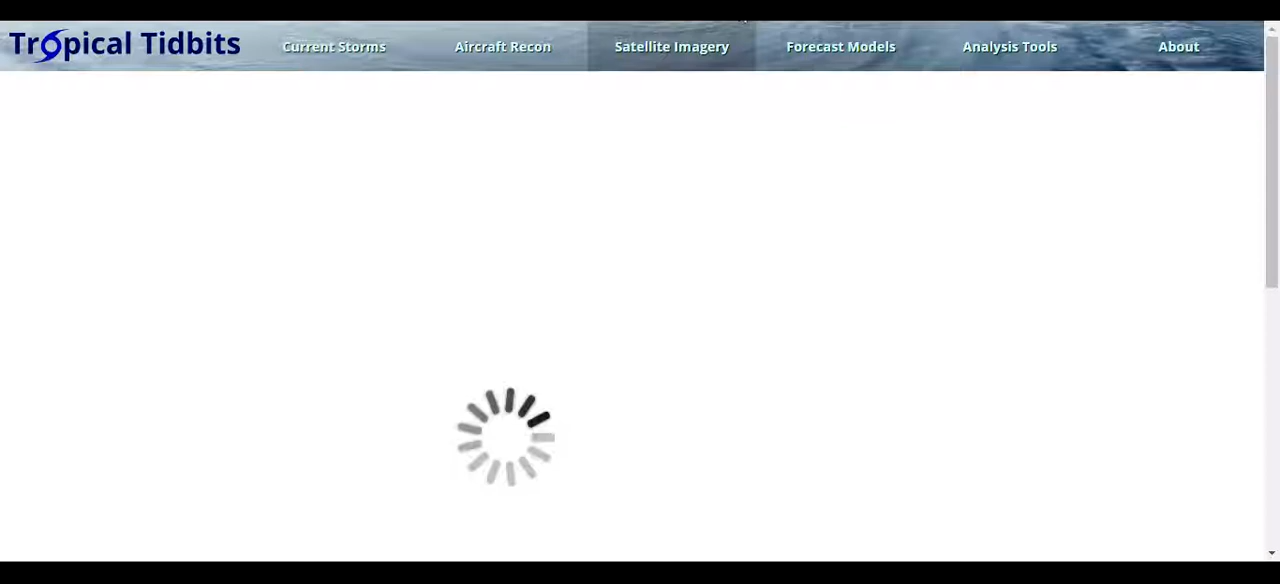 Tropical Tidbits
Current Storms
Aircraft Recon
Satellite Imagery
Forecast Models
Analysis Tools
About